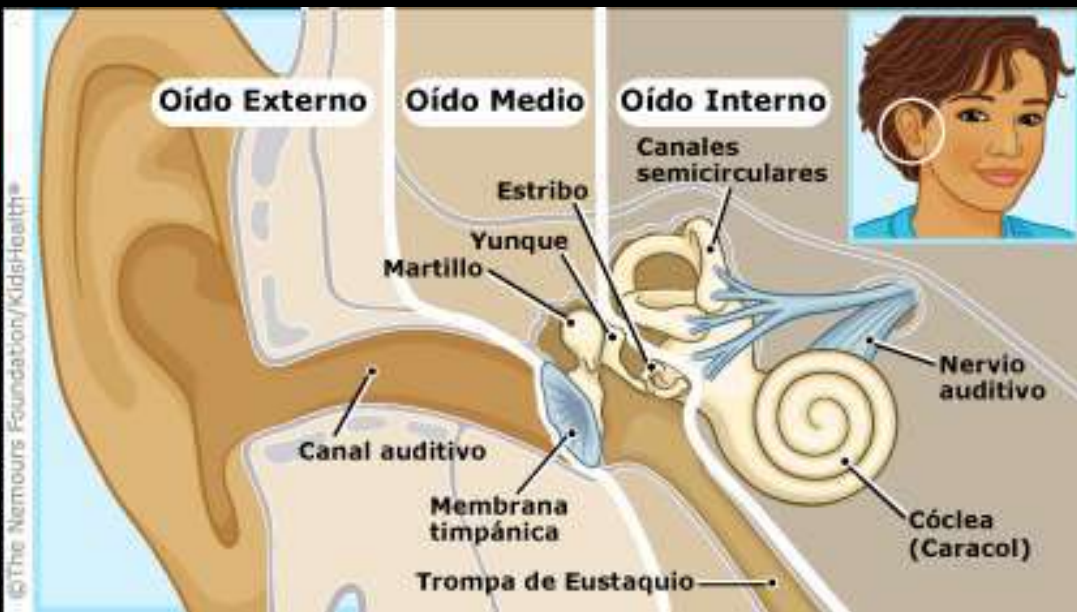 Oído Externo
Oído Medio
Oído Interno
Canales
semicirculares
Estribo
Yunque
Martillo
Nervio
auditivo
Canal auditivo
Membrana
timpánica
Cóclea
(Caracol)
Trompa de Eustaquio
©The Nemours Foundation/KidsHealth®